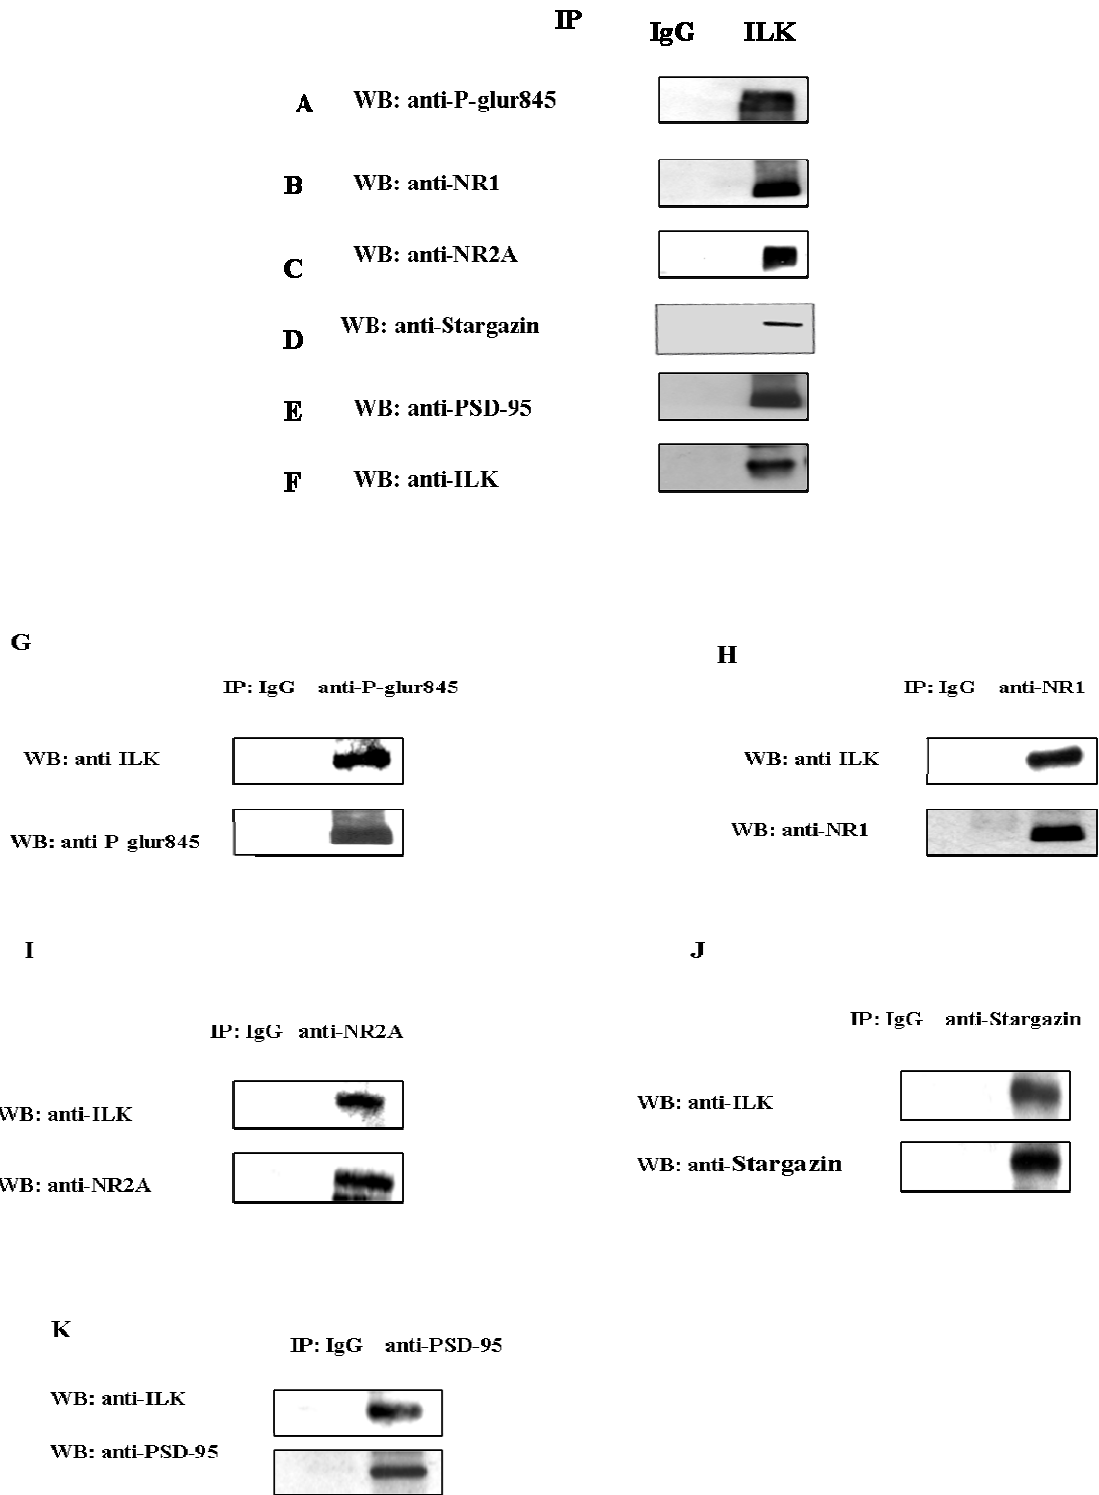 IP IgG ILK
A WB: anti-P-glur845
B WB: anti-NR1
C WB: anti-NR2A
D WB: anti-Stargazin
E WB: anti-PSD-95
F WB: anti-ILK
G
IP: IgG anti-P-glur845
WB: anti ILK
WB: anti P glur845
H
IP: IgG anti-NR1
WB: anti ILK
WB: anti-NR1
I
IP: IgG anti-NR2A
WB: anti-ILK
WB: anti-NR2A
J
IP: IgG anti-Stargazin
WB: anti-ILK
WB: anti-Stargazin
K
IP: IgG anti-PSD-95
WB: anti-ILK
WB: anti-PSD-95